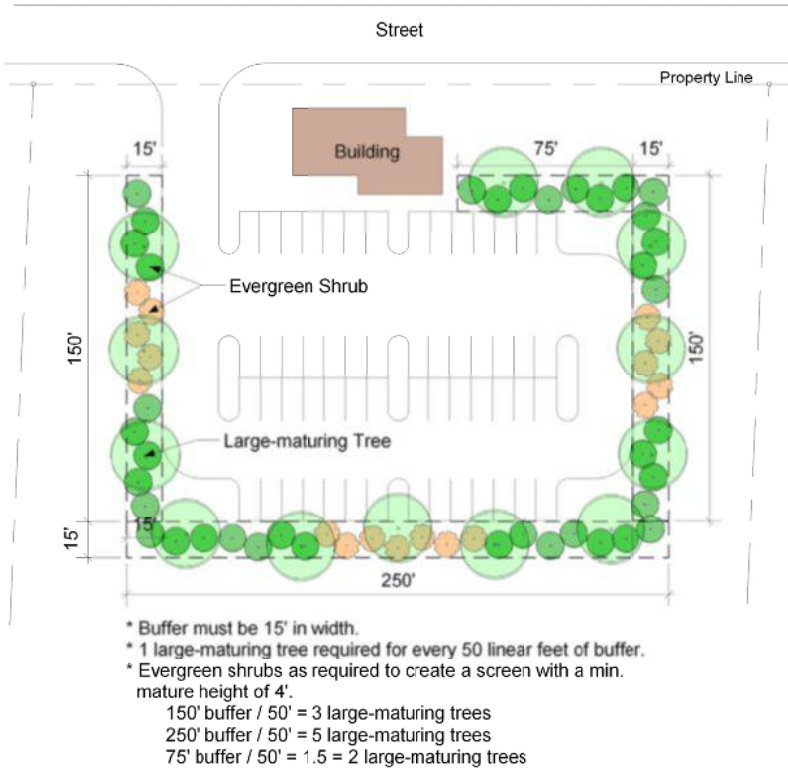 Street
Property Line
15'
Building
75'
15'
Evergreen Shrub
150'
150'
Large-maturing Tree
15'
15'
250'
* Buffer must be 15' in width.
* 1 large-maturing tree required for every 50 linear feet of buffer.
* Evergreen shrubs as required to create a screen with a min.
mature height of 4'.
150' buffer / 50' = 3 large-maturing trees
250' buffer / 50' = 5 large-maturing trees
75' buffer / 50' = 1.5 = 2 large-maturing trees